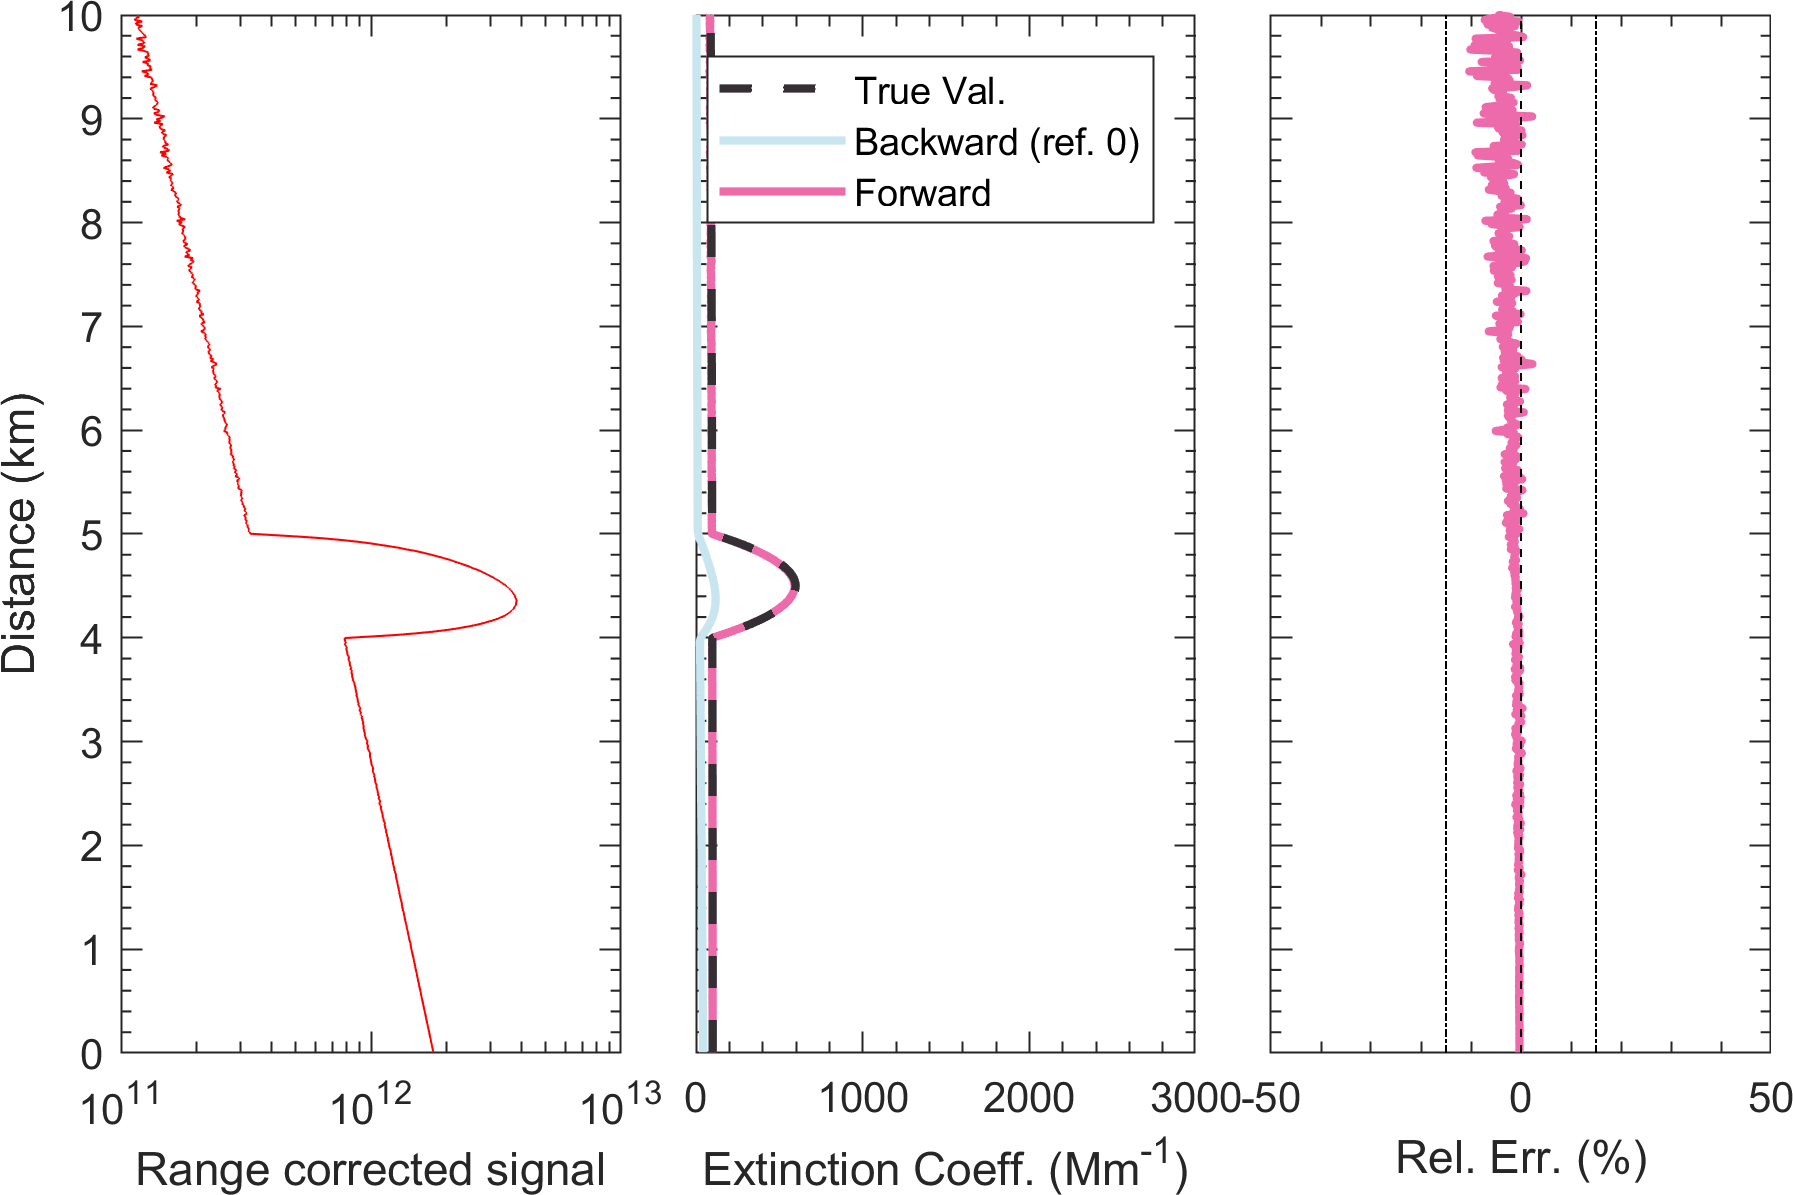 Distance (km)
10
9
8
7
6
5
4
3
2
1
0
10^11 10^12 10^13
Range corrected signal
True Val.
Backward (ref. 0)
Forward
0 1000 2000 3000
Extinction Coeff. (Mm^-1)
-50 0 50
Rel. Err. (%)